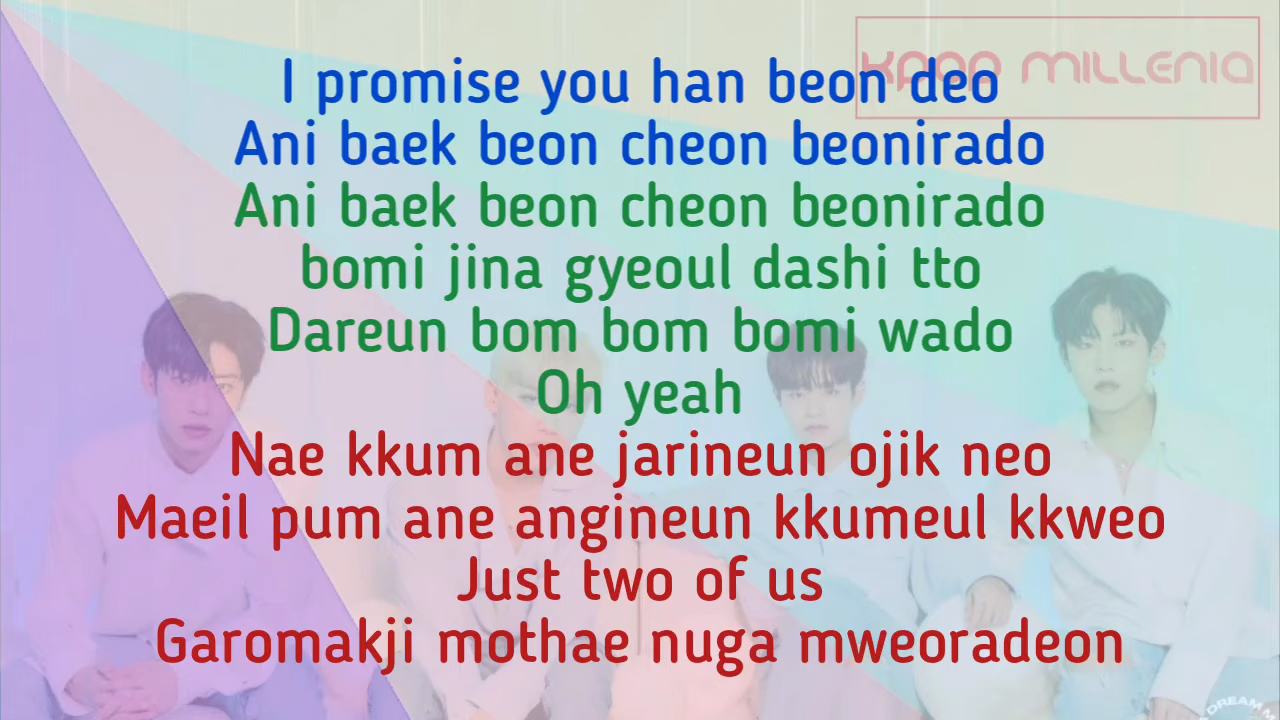 KPOP MILLENIA
I promise you han beon deo
Ani baek beon cheon beonirado
Ani baek beon cheon beonirado
bomi jina gyeoul dashi tto
Dareun bom bom bomi wado
Oh yeah
Nae kkum ane jarineun ojik neo
Maeil pum ane angineun kkumeul kkweo
Just two of us
Garomakji mothae nuga mweoradeon
DREAM